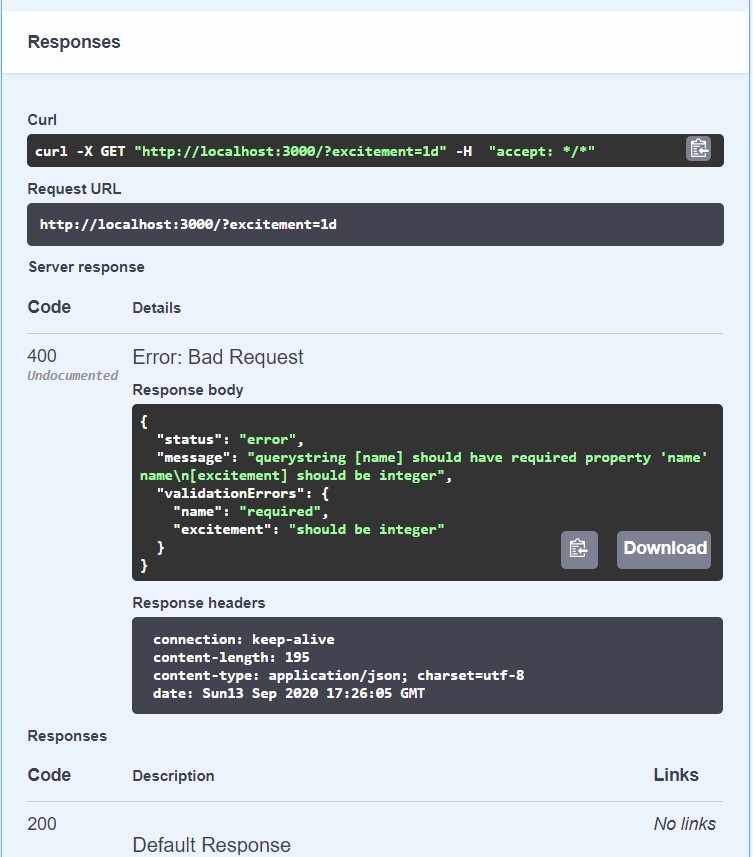 Responses
Curl
curl -X GET "http://localhost:3000/?excitement=1d" -H  "accept: */*"
Request URL
http://localhost:3000/?excitement=1d
Server response
Code Details
400 Error: Bad Request
Undocumented
Response body
{
  "status": "error",
  "message": "querystring [name] should have required property 'name'
name\n[excitement] should be integer",
  "validationErrors": {
    "name": "required",
    "excitement": "should be integer"
  }
}
Download
Response headers
connection: keep-alive
content-length: 195
content-type: application/json; charset=utf-8
date: Sun13 Sep 2020 17:26:05 GMT
Responses
Code Description Links
200 No links
Default Response